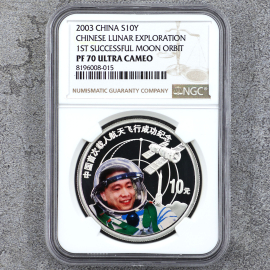 2003 CHINA S10Y
CHINESE LUNAR EXPLORATION
1ST SUCCESSFUL MOON ORBIT
PF 70 ULTRA CAMEO
8196008-015
NGC
NUMISMATIC GUARANTY COMPANY
中国首次载人航天飞行成功纪念
10元